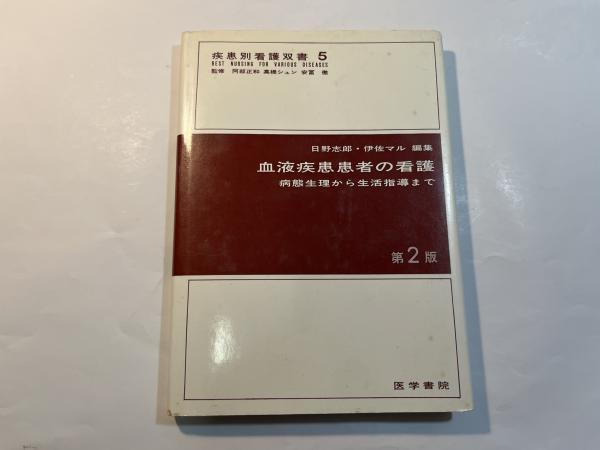 疾患別看護双書 5
BEST NURSING FOR VARIOUS DISEASES
監修 阿部正和 高橋シュン 安冨 徹
日野志郎・伊佐マル 編集
血液疾患患者の看護
病態生理から生活指導まで
第2版
医学書院